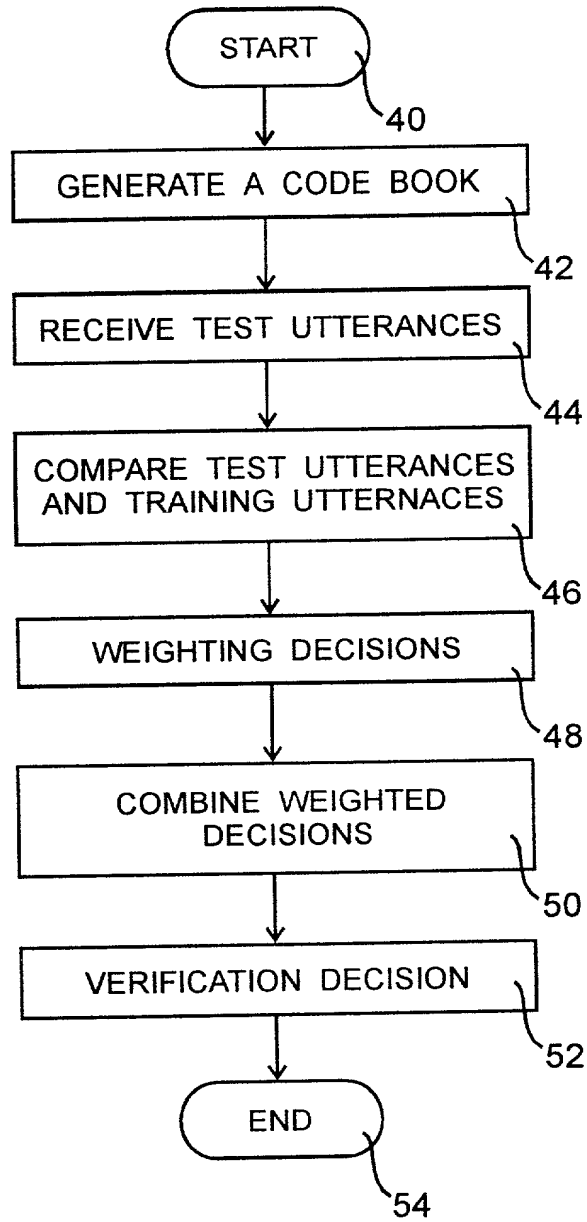 START
40
GENERATE A CODE BOOK
42
RECEIVE TEST UTTERANCES
44
COMPARE TEST UTTERANCES
AND TRAINING UTTERNACES
46
WEIGHTING DECISIONS
48
COMBINE WEIGHTED
DECISIONS
50
VERIFICATION DECISION
52
END
54